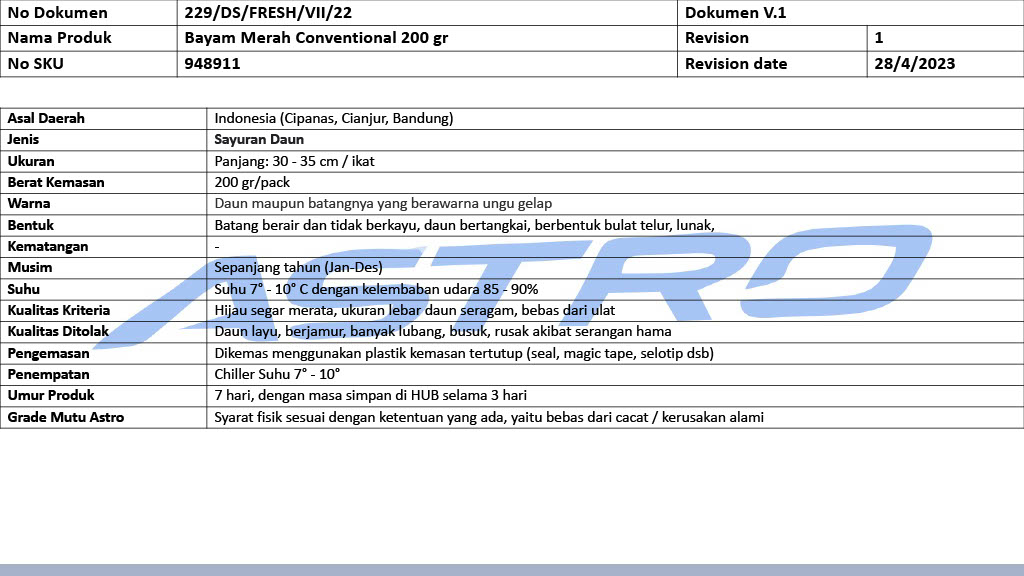 No Dokumen 229/DS/FRESH/VII/22 Dokumen V.1
Nama Produk Bayam Merah Conventional 200 gr Revision 1
No SKU 948911 Revision date 28/4/2023
Asal Daerah Indonesia (Cipanas, Cianjur, Bandung)
Jenis Sayuran Daun
Ukuran Panjang: 30 - 35 cm / ikat
Berat Kemasan 200 gr/pack
Warna Daun maupun batangnya yang berawarna ungu gelap
Bentuk Batang berair dan tidak berkayu, daun bertangkai, berbentuk bulat telur, lunak,
Kematangan -
Musim Sepanjang tahun (Jan-Des)
Suhu Suhu 7° - 10° C dengan kelembaban udara 85 - 90%
Kualitas Kriteria Hijau segar merata, ukuran lebar daun seragam, bebas dari ulat
Kualitas Ditolak Daun layu, berjamur, banyak lubang, busuk, rusak akibat serangan hama
Pengemasan Dikemas menggunakan plastik kemasan tertutup (seal, magic tape, selotip dsb)
Penempatan Chiller Suhu 7° - 10°
Umur Produk 7 hari, dengan masa simpan di HUB selama 3 hari
Grade Mutu Astro Syarat fisik sesuai dengan ketentuan yang ada, yaitu bebas dari cacat / kerusakan alami
ASTRO